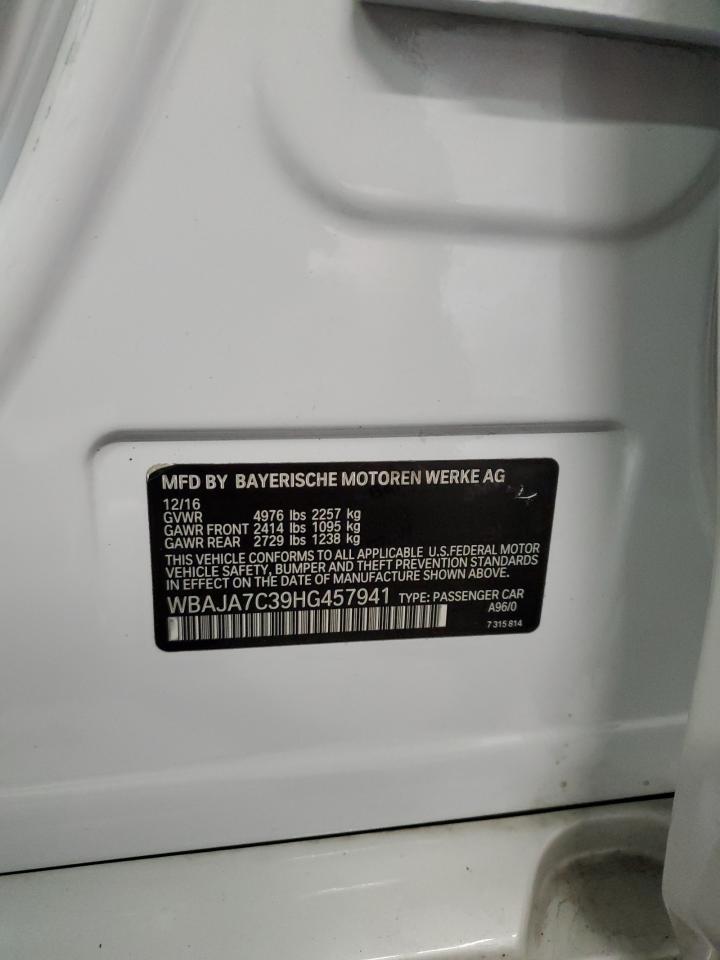 MFD BY BAYERISCHE MOTOREN WERKE AG
12/16
GVWR 4976 lbs 2257 kg
GAWR FRONT 2414 lbs 1095 kg
GAWR REAR 2729 lbs 1238 kg
THIS VEHICLE CONFORMS TO ALL APPLICABLE U.S.FEDERAL MOTOR
VEHICLE SAFETY, BUMPER AND THEFT PREVENTION STANDARDS
IN EFFECT ON THE DATE OF MANUFACTURE SHOWN ABOVE.
WBAJA7C39HG457941 TYPE: PASSENGER CAR
A96/0
7 315 814